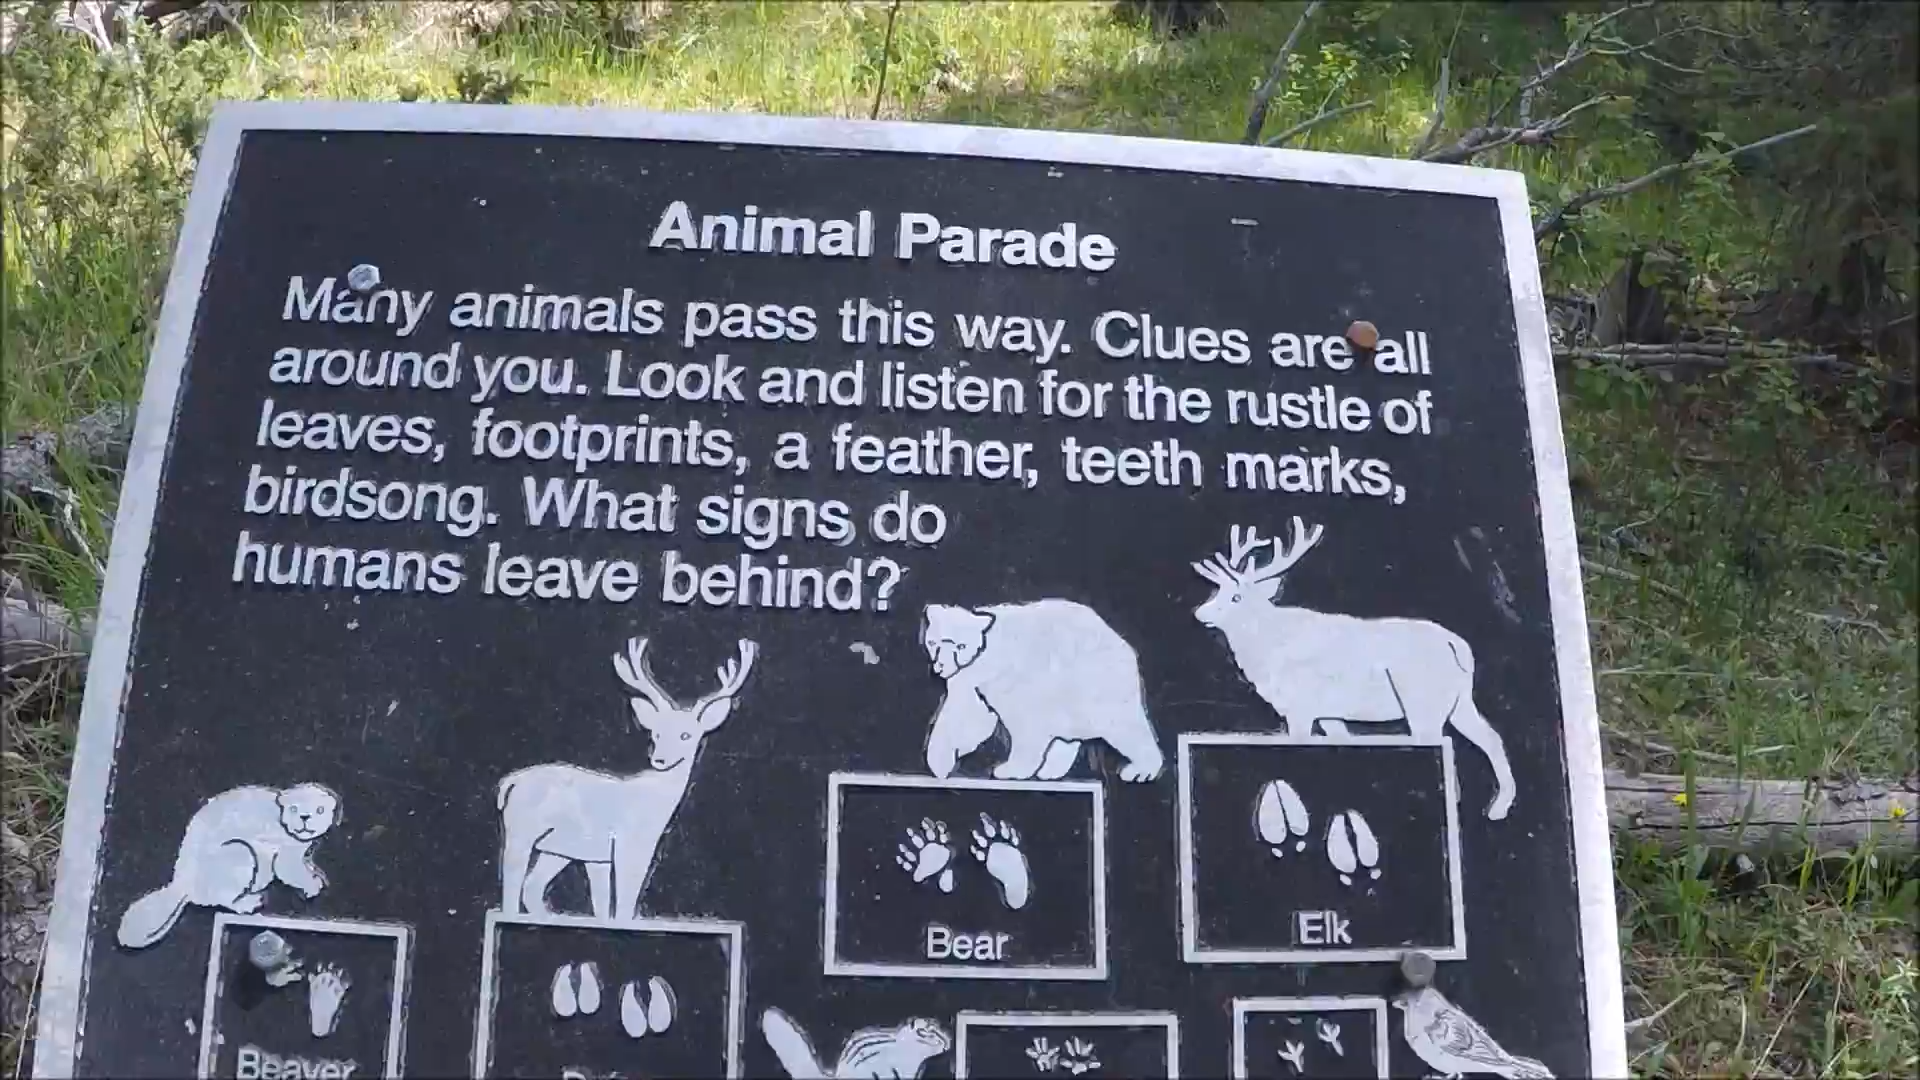 Animal Parade
Many animals pass this way. Clues are all
around you. Look and listen for the rustle of
leaves, footprints, a feather, teeth marks,
birdsong. What signs do
humans leave behind?
Bear
Elk
Beaver